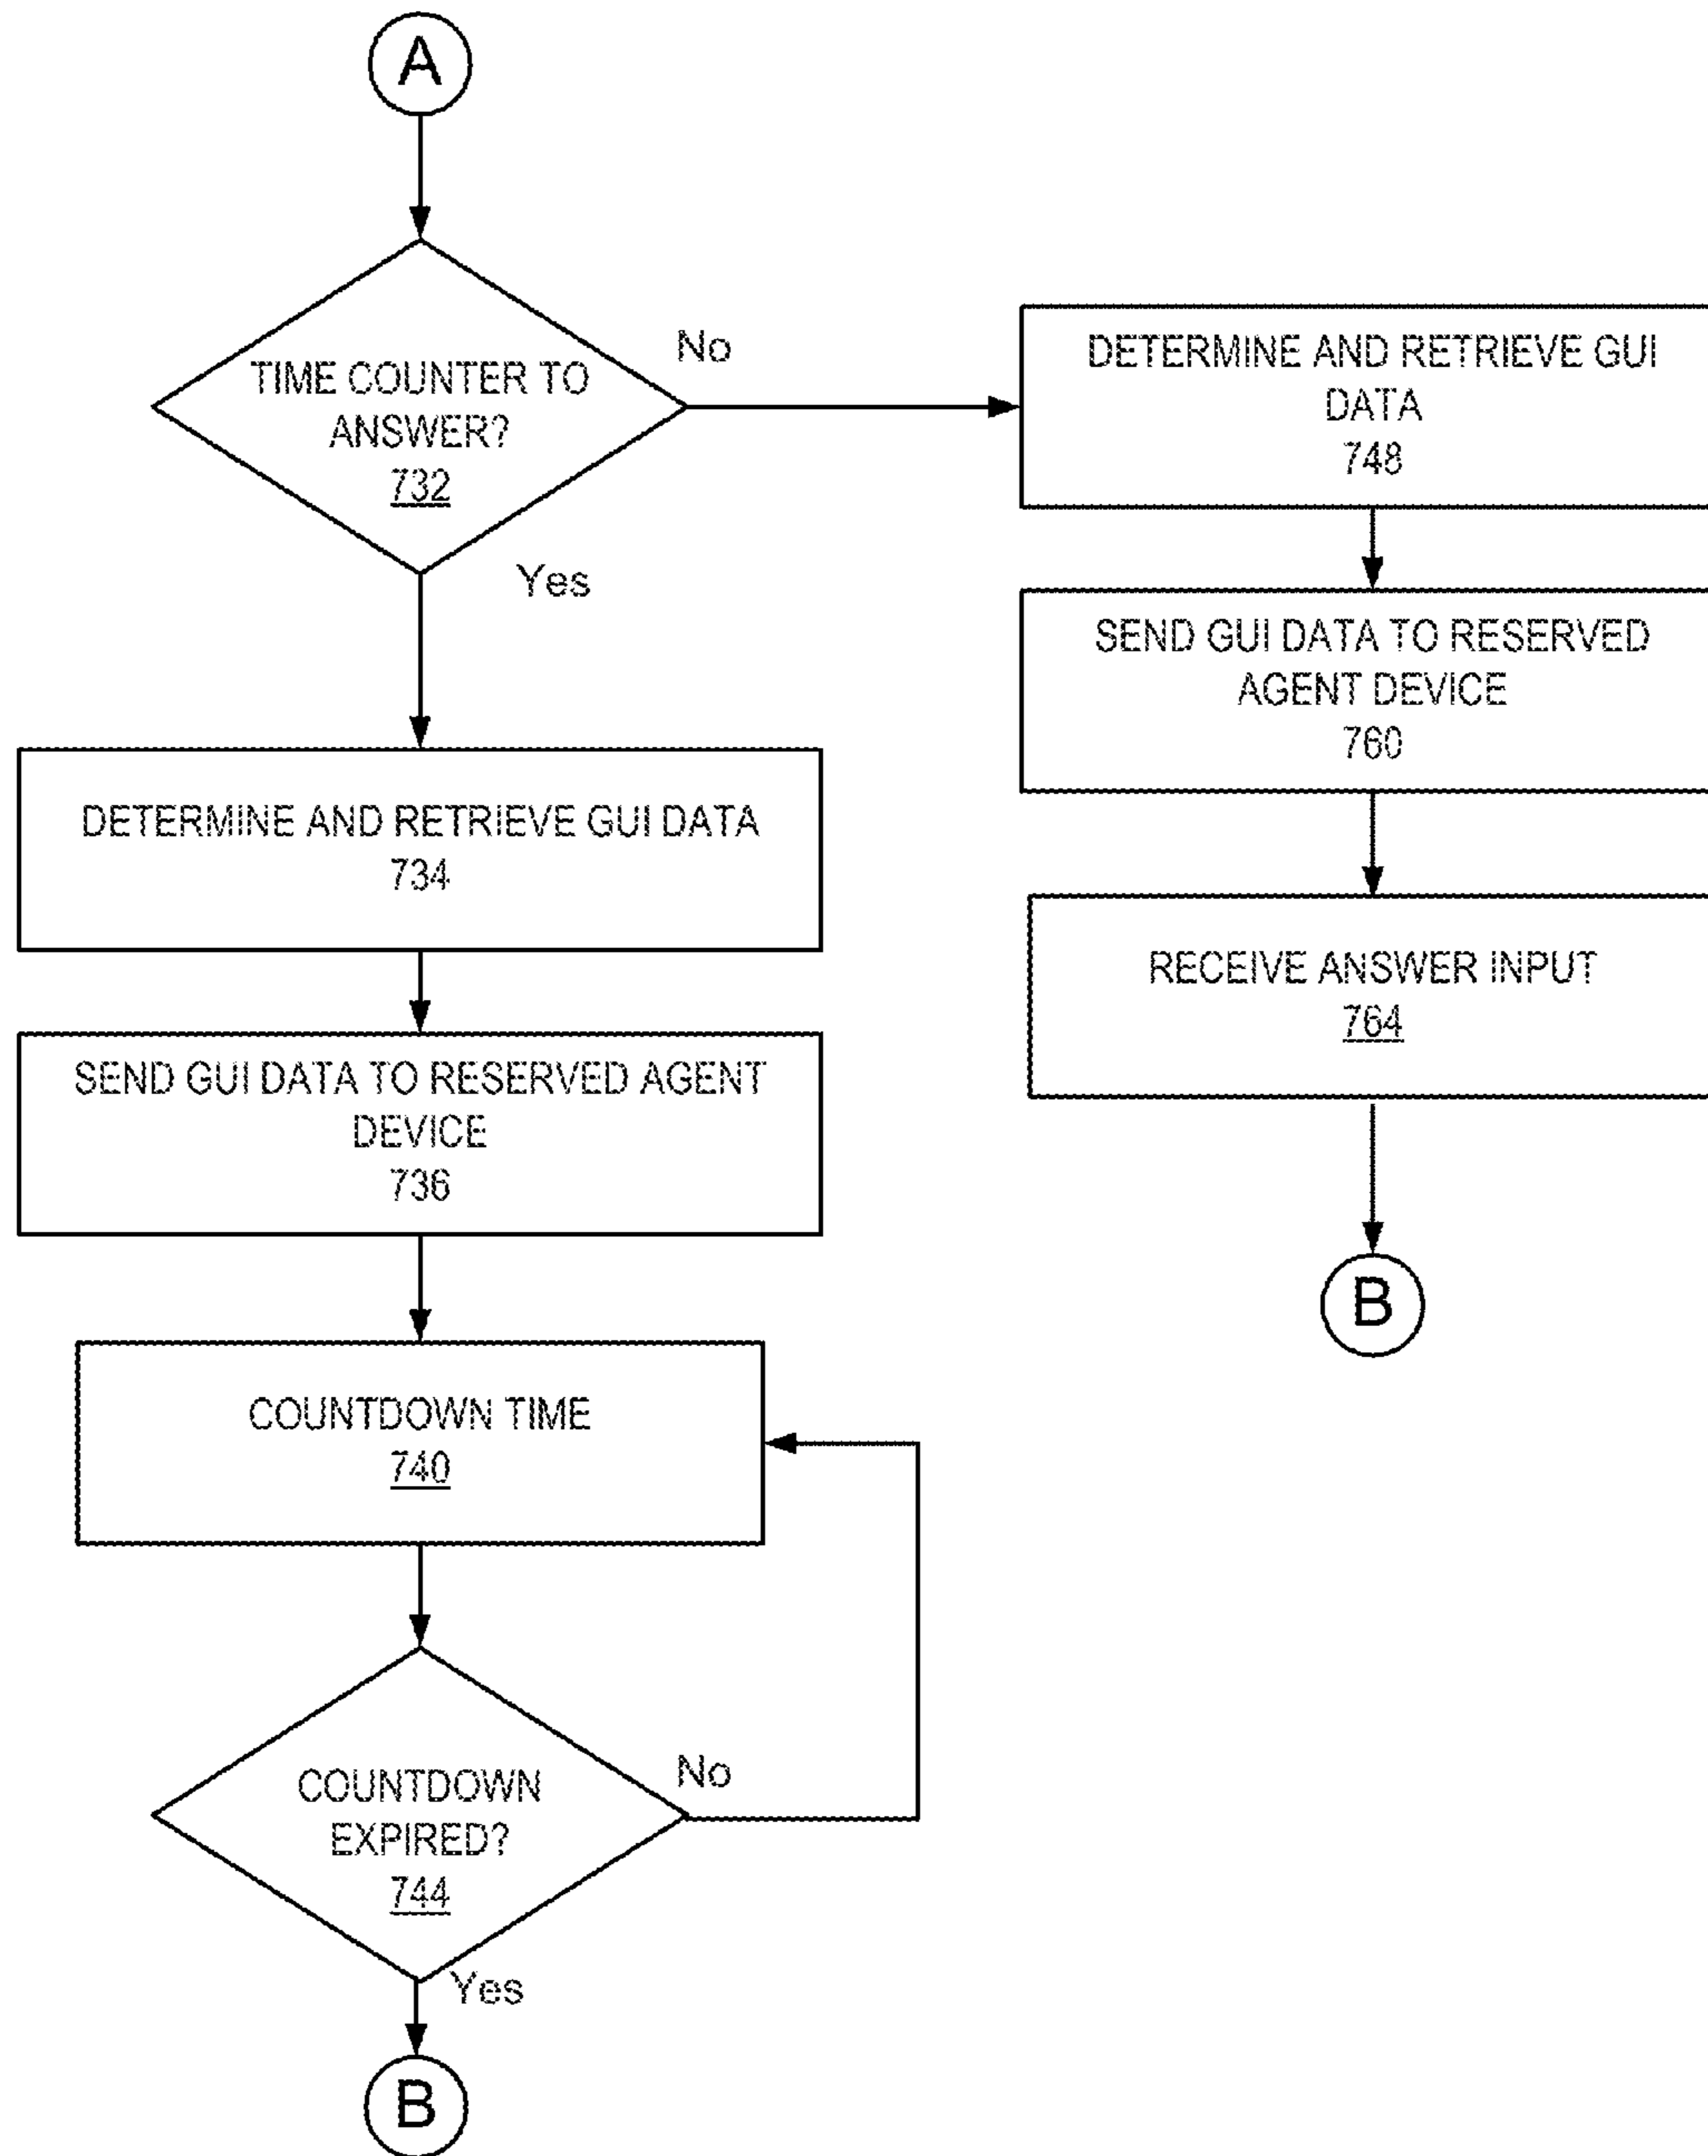 A
TIME COUNTER TO
ANSWER?
732
No
Yes
DETERMINE AND RETRIEVE GUI DATA
734
SEND GUI DATA TO RESERVED AGENT
DEVICE
736
COUNTDOWN TIME
740
COUNTDOWN
EXPIRED?
744
No
Yes
B
DETERMINE AND RETRIEVE GUI
DATA
748
SEND GUI DATA TO RESERVED
AGENT DEVICE
760
RECEIVE ANSWER INPUT
764
B